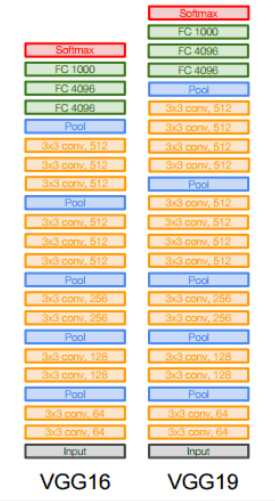 Softmax
FC 1000
FC 4096
FC 4096
Pool
3x3 conv, 512
3x3 conv, 512
3x3 conv, 512
Pool
3x3 conv, 512
3x3 conv, 512
3x3 conv, 512
Pool
3x3 conv, 256
3x3 conv, 256
Pool
3x3 conv, 128
3x3 conv, 128
Pool
3x3 conv, 64
3x3 conv, 64
Input
VGG16
Softmax
FC 1000
FC 4096
FC 4096
Pool
3x3 conv, 512
3x3 conv, 512
3x3 conv, 512
3x3 conv, 512
Pool
3x3 conv, 512
3x3 conv, 512
3x3 conv, 512
3x3 conv, 512
Pool
3x3 conv, 256
3x3 conv, 256
Pool
3x3 conv, 128
3x3 conv, 128
Pool
3x3 conv, 64
3x3 conv, 64
Input
VGG19